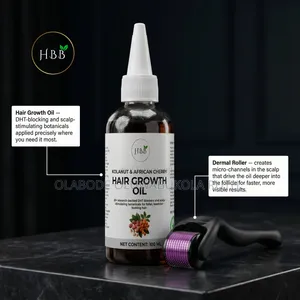 HBB
Hair Growth Oil —
DHT-blocking and scalp-
stimulating botanicals
applied precisely where
you need it most.
HBB
KOLANUT & AFRICAN CHERRY
HAIR GROWTH
OIL
NET CONTENT: 100 ML
Dermal Roller — creates
micro-channels in the scalp
that drive the oil deeper into
the follicle for faster, more
visible results.